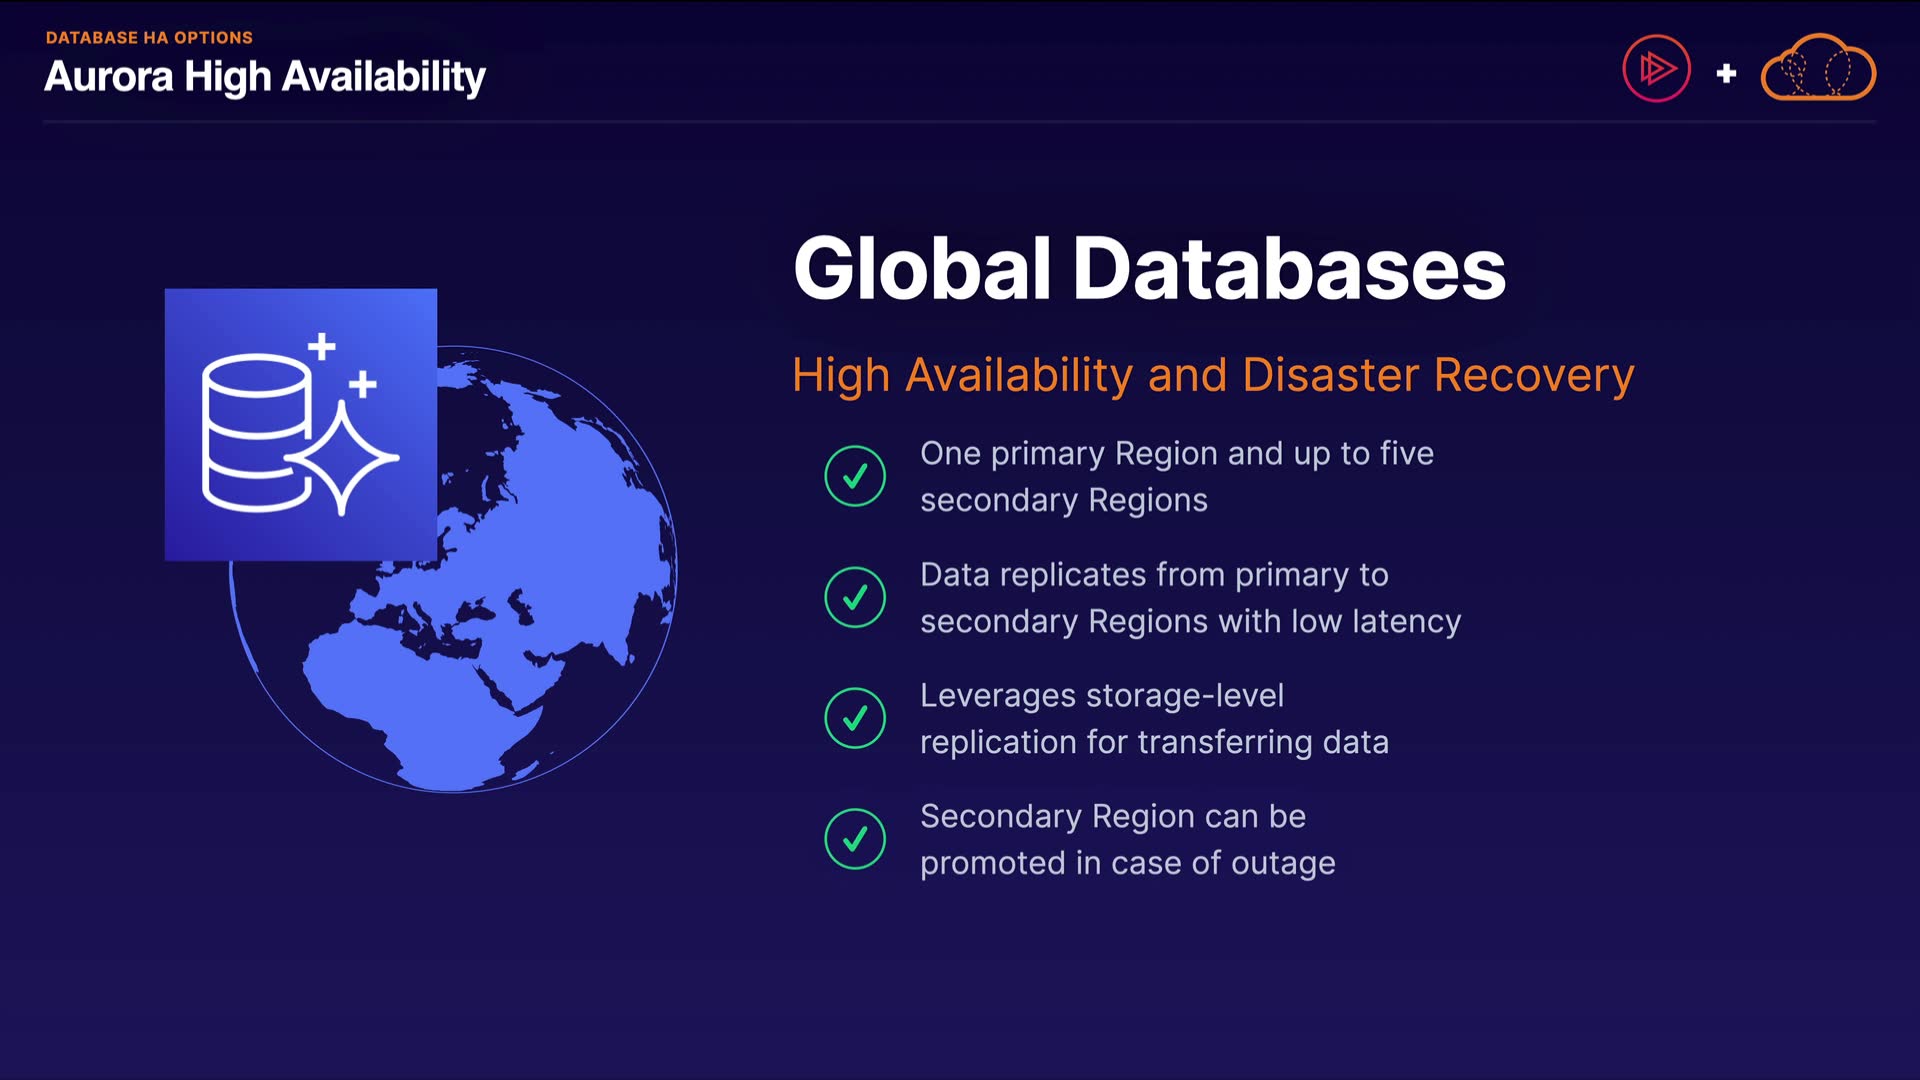 DATABASE HA OPTIONS
Aurora High Availability
Global Databases
High Availability and Disaster Recovery
One primary Region and up to five
secondary Regions
Data replicates from primary to
secondary Regions with low latency
Leverages storage-level
replication for transferring data
Secondary Region can be
promoted in case of outage